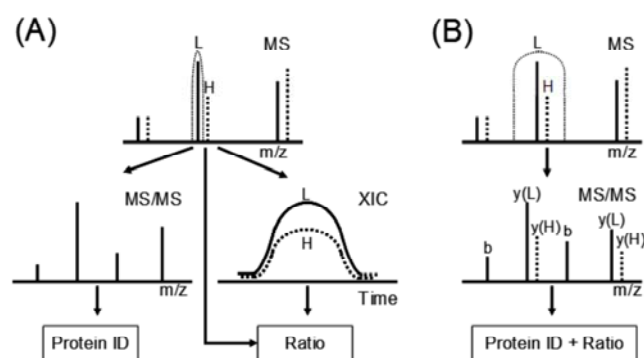 (A)
L
MS
H
m/z
MS/MS
m/z
L
XIC
H
Time
Protein ID
Ratio
(B)
L
MS
H
m/z
MS/MS
y(L)
y(H)
b
b
y(L)
y(H)
m/z
Protein ID + Ratio